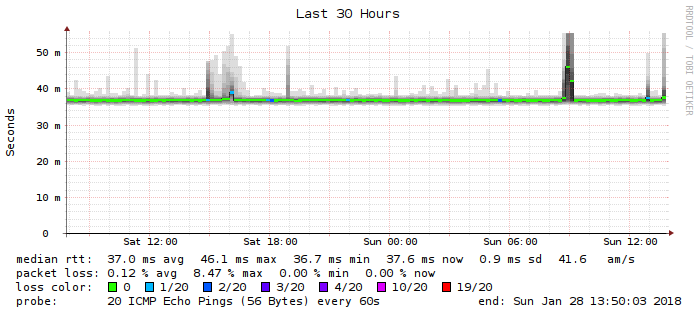 Last 30 Hours
RRDTOOL / TOBI OETIKER
Seconds
50 m
40 m
30 m
20 m
10 m
0
Sat 12:00 Sat 18:00 Sun 00:00 Sun 06:00 Sun 12:00
median rtt: 37.0 ms avg 46.1 ms max 36.7 ms min 37.6 ms now 0.9 ms sd 41.6 am/s
packet loss: 0.12 % avg 8.47 % max 0.00 % min 0.00 % now
loss color: 0 1/20 2/20 3/20 4/20 10/20 19/20
probe: 20 ICMP Echo Pings (56 Bytes) every 60s end: Sun Jan 28 13:50:03 2018